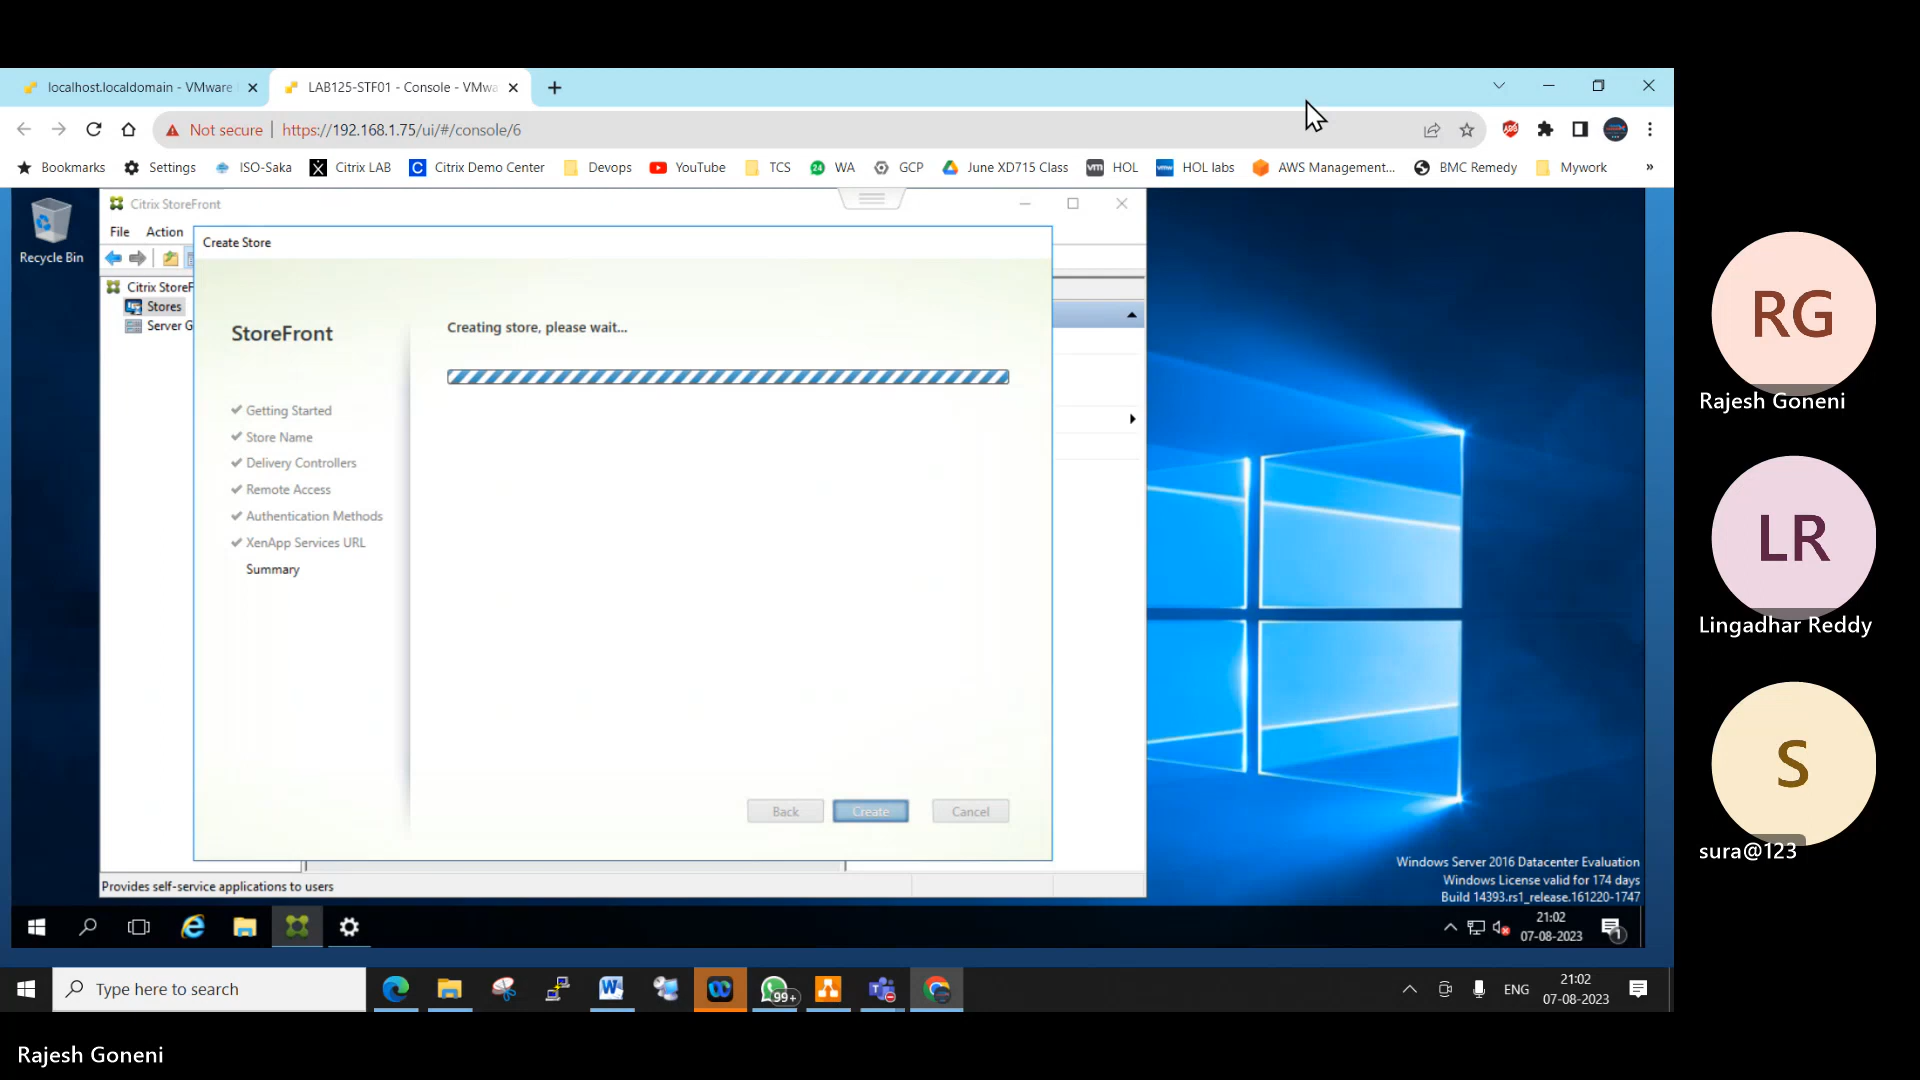 localhost.localdomain - VMware
LAB125-STF01 - Console - VMwa
Not secure
https://192.168.1.75/ui/#/console/6
Bookmarks
Settings
ISO-Saka
Citrix LAB
Citrix Demo Center
Devops
YouTube
TCS
24
WA
GCP
June XD715 Class
vm
HOL
HOL labs
AWS Management...
BMC Remedy
Mywork
»
Recycle Bin
Citrix StoreFront
File Action
Create Store
Citrix StoreF
Stores
Server G
StoreFront
Getting Started
Store Name
Delivery Controllers
Remote Access
Authentication Methods
XenApp Services URL
Summary
Creating store, please wait...
Back
Create
Cancel
Provides self-service applications to users
Windows Server 2016 Datacenter Evaluation
Windows License valid for 174 days
Build 14393.rs1_release.161220-1747
21:02
07-08-2023
1
Type here to search
99+
ENG
21:02
07-08-2023
RG
Rajesh Goneni
LR
Lingadhar Reddy
S
sura@123
Rajesh Goneni